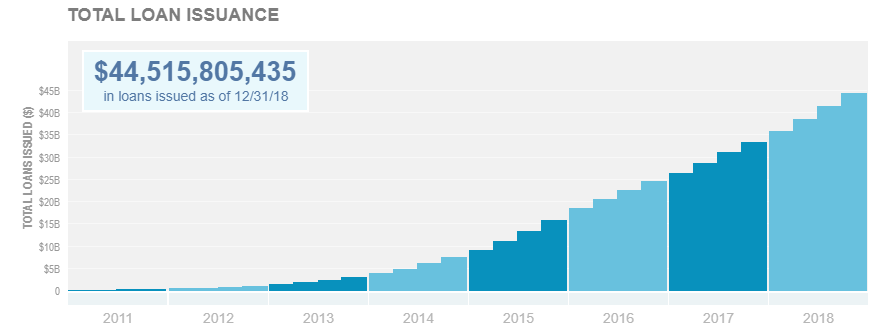 TOTAL LOAN ISSUANCE
$44,515,805,435
in loans issued as of 12/31/18
TOTAL LOANS ISSUED ($)
$45B
$40B
$35B
$30B
$25B
$20B
$15B
$10B
$5B
0
2011 2012 2013 2014 2015 2016 2017 2018